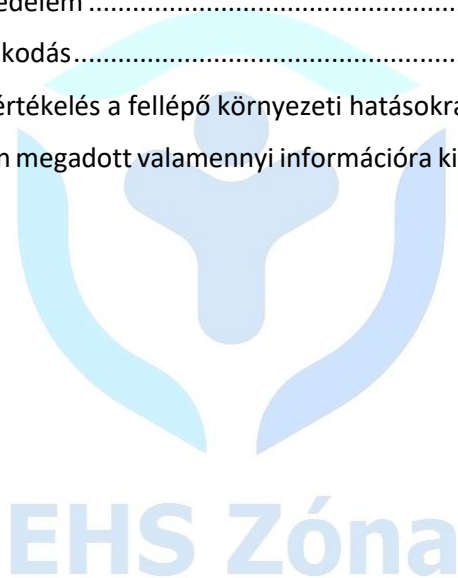 edelem ........................................................
kodás...........................................................
értékelés a fellépő környezeti hatásokra
n megadott valamennyi információra ki
EHS Zóna